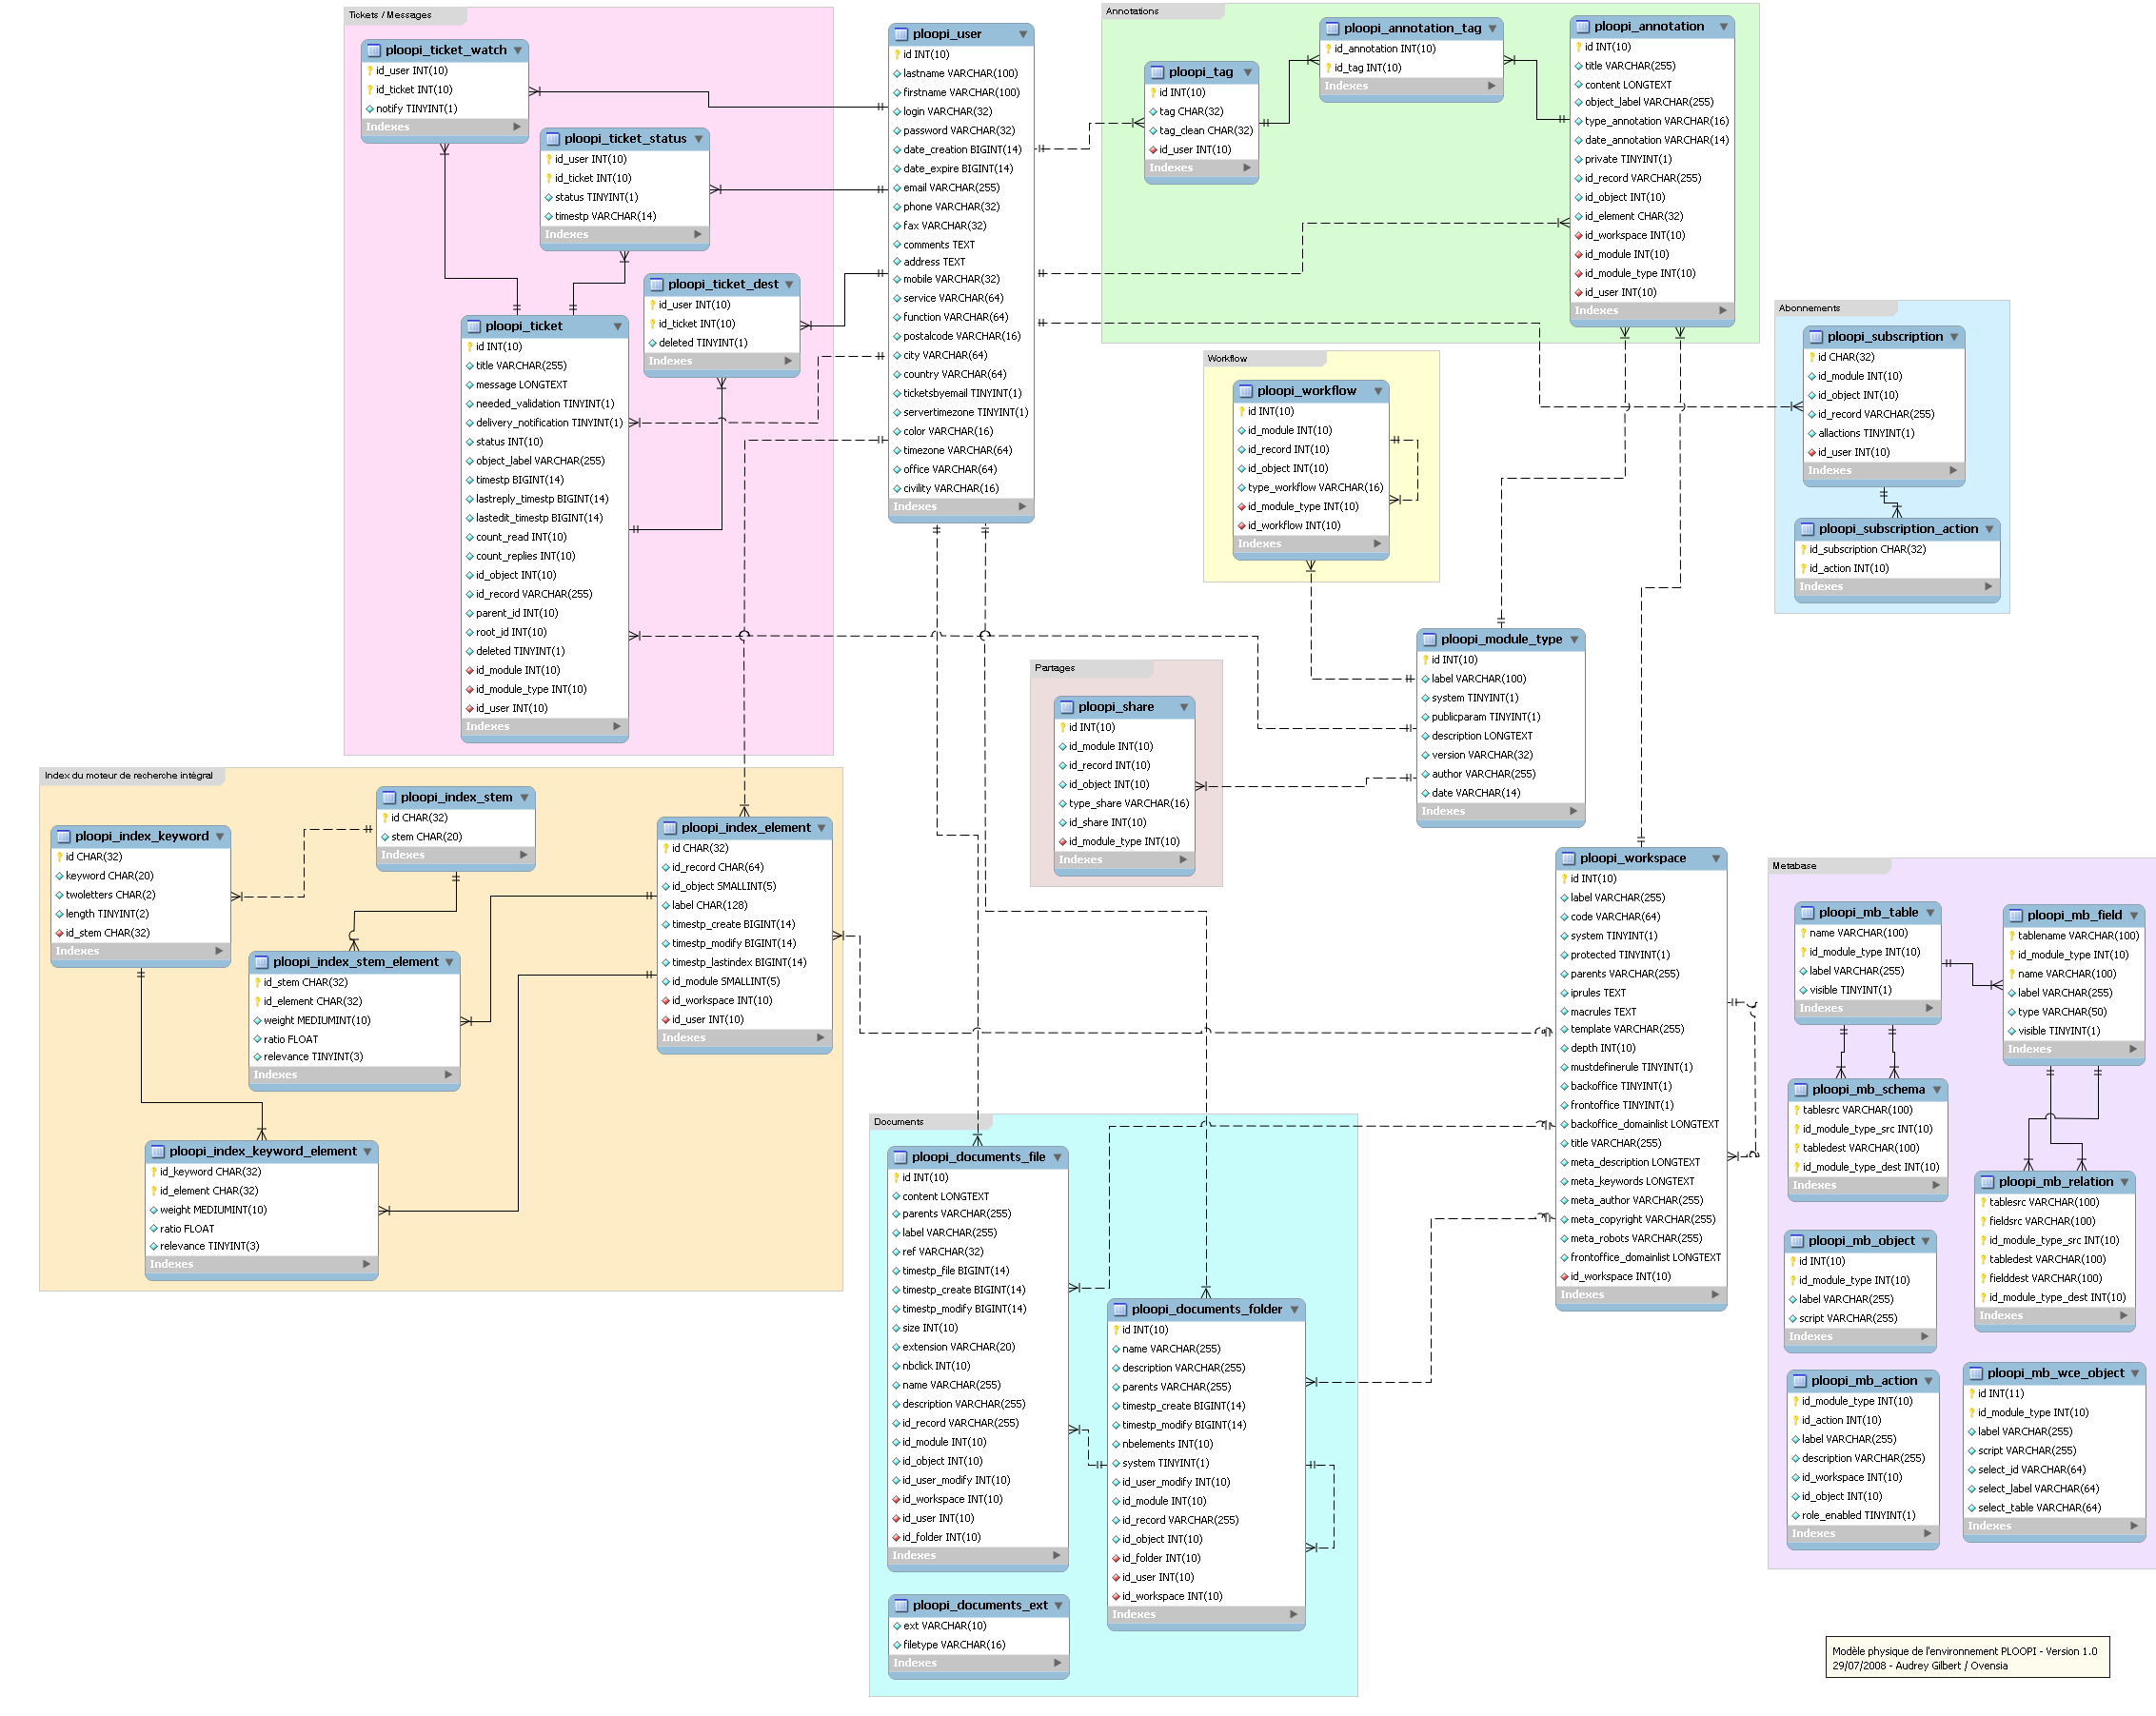 Tickets / Messages
ploopi_ticket_watch
id_user INT(10)
id_ticket INT(10)
notify TINYINT(1)
Indexes
ploopi_ticket_status
id_user INT(10)
id_ticket INT(10)
status TINYINT(1)
timestp VARCHAR(14)
Indexes
ploopi_ticket_dest
id_user INT(10)
id_ticket INT(10)
deleted TINYINT(1)
Indexes
ploopi_ticket
id INT(10)
title VARCHAR(255)
message LONGTEXT
needed_validation TINYINT(1)
delivery_notification TINYINT(1)
status INT(10)
object_label VARCHAR(255)
timestp BIGINT(14)
lastreply_timestp BIGINT(14)
lastedit_timestp BIGINT(14)
count_read INT(10)
count_replies INT(10)
id_object INT(10)
id_record VARCHAR(255)
parent_id INT(10)
root_id INT(10)
deleted TINYINT(1)
id_module INT(10)
id_module_type INT(10)
id_user INT(10)
Indexes
ploopi_user
id INT(10)
lastname VARCHAR(100)
firstname VARCHAR(100)
login VARCHAR(32)
password VARCHAR(32)
date_creation BIGINT(14)
date_expire BIGINT(14)
email VARCHAR(255)
phone VARCHAR(32)
fax VARCHAR(32)
comments TEXT
address TEXT
mobile VARCHAR(32)
service VARCHAR(64)
function VARCHAR(64)
postalcode VARCHAR(16)
city VARCHAR(64)
country VARCHAR(64)
ticketsbyemail TINYINT(1)
servertimezone TINYINT(1)
color VARCHAR(16)
timezone VARCHAR(64)
office VARCHAR(64)
civility VARCHAR(16)
Indexes
Annotations
ploopi_tag
id INT(10)
tag CHAR(32)
tag_clean CHAR(32)
id_user INT(10)
Indexes
ploopi_annotation_tag
id_annotation INT(10)
id_tag INT(10)
Indexes
ploopi_annotation
id INT(10)
title VARCHAR(255)
content LONGTEXT
object_label VARCHAR(255)
type_annotation VARCHAR(16)
date_annotation VARCHAR(14)
private TINYINT(1)
id_record VARCHAR(255)
id_object INT(10)
id_element CHAR(32)
id_workspace INT(10)
id_module INT(10)
id_module_type INT(10)
id_user INT(10)
Indexes
Abonnements
ploopi_subscription
id CHAR(32)
id_module INT(10)
id_object INT(10)
id_record VARCHAR(255)
allactions TINYINT(1)
id_user INT(10)
Indexes
ploopi_subscription_action
id_subscription CHAR(32)
id_action INT(10)
Indexes
Workflow
ploopi_workflow
id INT(10)
id_module INT(10)
id_record INT(10)
id_object INT(10)
type_workflow VARCHAR(16)
id_module_type INT(10)
id_workflow INT(10)
Indexes
ploopi_module_type
id INT(10)
label VARCHAR(100)
system TINYINT(1)
publicparam TINYINT(1)
description LONGTEXT
version VARCHAR(32)
author VARCHAR(255)
date VARCHAR(14)
Indexes
Partages
ploopi_share
id INT(10)
id_module INT(10)
id_record INT(10)
id_object INT(10)
type_share VARCHAR(16)
id_share INT(10)
id_module_type INT(10)
Indexes
Index du moteur de recherche intégral
ploopi_index_stem
id CHAR(32)
stem CHAR(20)
Indexes
ploopi_index_keyword
id CHAR(32)
keyword CHAR(20)
twoletters CHAR(2)
length TINYINT(2)
id_stem CHAR(32)
Indexes
ploopi_index_element
id CHAR(32)
id_record CHAR(64)
id_object SMALLINT(5)
label CHAR(128)
timestp_create BIGINT(14)
timestp_modify BIGINT(14)
timestp_lastindex BIGINT(14)
id_module SMALLINT(5)
id_workspace INT(10)
id_user INT(10)
Indexes
ploopi_index_stem_element
id_stem CHAR(32)
id_element CHAR(32)
weight MEDIUMINT(10)
ratio FLOAT
relevance TINYINT(3)
Indexes
ploopi_index_keyword_element
id_keyword CHAR(32)
id_element CHAR(32)
weight MEDIUMINT(10)
ratio FLOAT
relevance TINYINT(3)
Indexes
ploopi_workspace
id INT(10)
label VARCHAR(255)
code VARCHAR(64)
system TINYINT(1)
protected TINYINT(1)
parents VARCHAR(255)
iprules TEXT
macrules TEXT
template VARCHAR(255)
depth INT(10)
mustdefinerule TINYINT(1)
backoffice TINYINT(1)
frontoffice TINYINT(1)
backoffice_domainlist LONGTEXT
title VARCHAR(255)
meta_description LONGTEXT
meta_keywords LONGTEXT
meta_author VARCHAR(255)
meta_copyright VARCHAR(255)
meta_robots VARCHAR(255)
frontoffice_domainlist LONGTEXT
id_workspace INT(10)
Indexes
Documents
ploopi_documents_file
id INT(10)
content LONGTEXT
parents VARCHAR(255)
label VARCHAR(255)
ref VARCHAR(32)
timestp_file BIGINT(14)
timestp_create BIGINT(14)
timestp_modify BIGINT(14)
size INT(10)
extension VARCHAR(20)
nbclick INT(10)
name VARCHAR(255)
description VARCHAR(255)
id_record VARCHAR(255)
id_module INT(10)
id_object INT(10)
id_user_modify INT(10)
id_workspace INT(10)
id_user INT(10)
id_folder INT(10)
Indexes
ploopi_documents_folder
id INT(10)
name VARCHAR(255)
description VARCHAR(255)
parents VARCHAR(255)
timestp_create BIGINT(14)
timestp_modify BIGINT(14)
nbelements INT(10)
system TINYINT(1)
id_user_modify INT(10)
id_module INT(10)
id_record VARCHAR(255)
id_object INT(10)
id_folder INT(10)
id_user INT(10)
id_workspace INT(10)
Indexes
ploopi_documents_ext
ext VARCHAR(10)
filetype VARCHAR(16)
Indexes
Metabase
ploopi_mb_table
name VARCHAR(100)
id_module_type INT(10)
label VARCHAR(255)
visible TINYINT(1)
Indexes
ploopi_mb_field
tablename VARCHAR(100)
id_module_type INT(10)
name VARCHAR(100)
label VARCHAR(255)
type VARCHAR(50)
visible TINYINT(1)
Indexes
ploopi_mb_schema
tablesrc VARCHAR(100)
id_module_type_src INT(10)
tabledest VARCHAR(100)
id_module_type_dest INT(10)
Indexes
ploopi_mb_relation
tablesrc VARCHAR(100)
fieldsrc VARCHAR(100)
id_module_type_src INT(10)
tabledest VARCHAR(100)
fielddest VARCHAR(100)
id_module_type_dest INT(10)
Indexes
ploopi_mb_object
id INT(10)
id_module_type INT(10)
label VARCHAR(255)
script VARCHAR(255)
Indexes
ploopi_mb_action
id_module_type INT(10)
id_action INT(10)
label VARCHAR(255)
description VARCHAR(255)
id_workspace INT(10)
id_object INT(10)
role_enabled TINYINT(1)
Indexes
ploopi_mb_wce_object
id INT(11)
id_module_type INT(10)
label VARCHAR(255)
script VARCHAR(255)
select_id VARCHAR(64)
select_label VARCHAR(64)
select_table VARCHAR(64)
Indexes
Modèle physique de l'environnement PLOOPI - Version 1.0
29/07/2008 - Audrey Gilbert / Ovensia